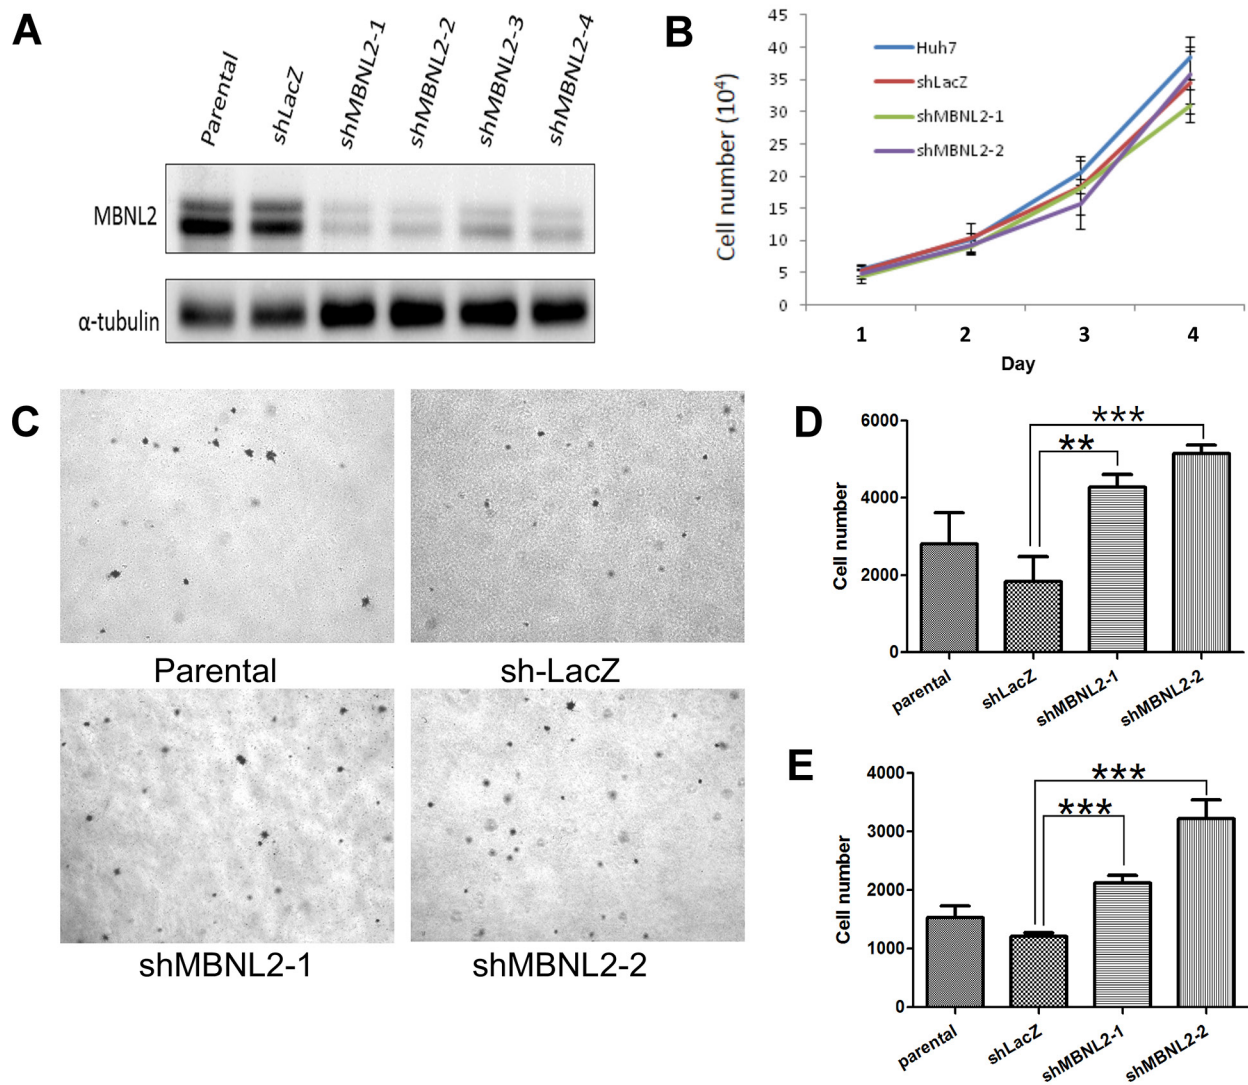 A
Parental
shLacZ
shMBNL2-1
shMBNL2-2
shMBNL2-3
shMBNL2-4
MBNL2
α-tubulin
B
45
40
35
30
25
20
15
10
5
0
Cell number (10⁴)
Huh7
shLacZ
shMBNL2-1
shMBNL2-2
1 2 3 4
Day
C
Parental
sh-LacZ
shMBNL2-1
shMBNL2-2
D
6000
4000
2000
0
Cell number
***
**
parental
shLacZ
shMBNL2-1
shMBNL2-2
E
4000
3000
2000
1000
0
Cell number
***
***
parental
shLacZ
shMBNL2-1
shMBNL2-2